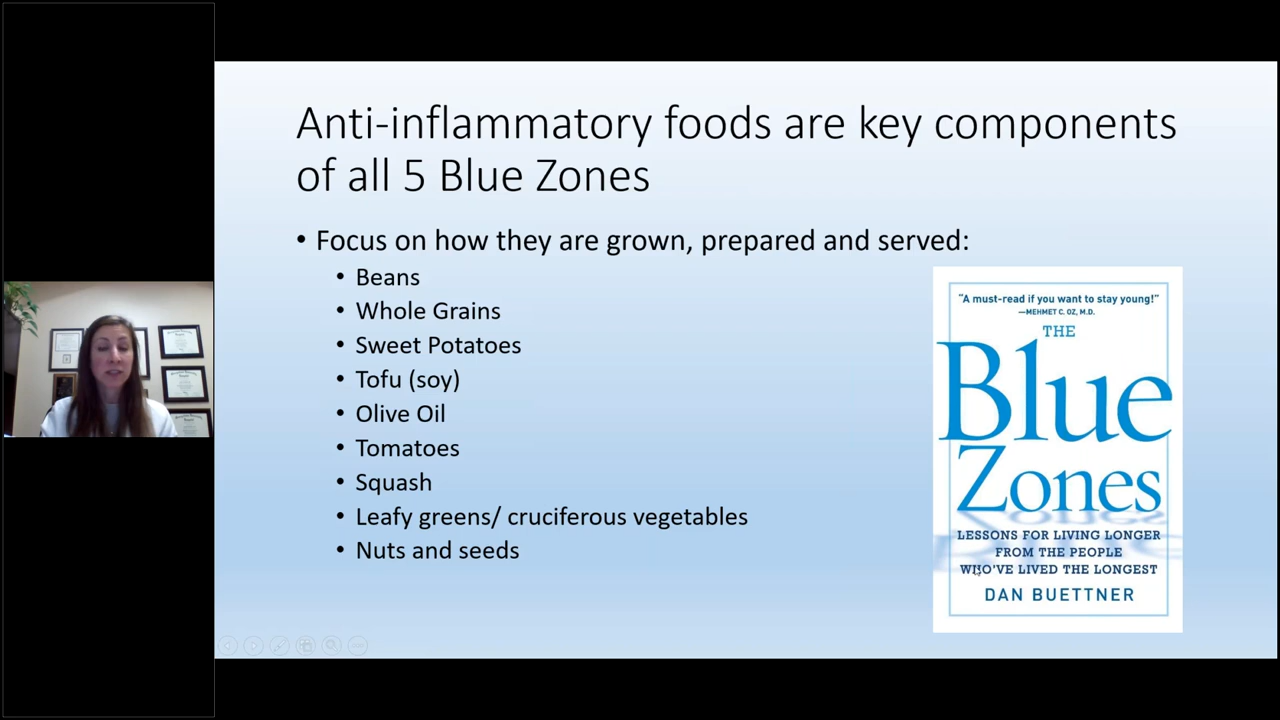 Anti-inflammatory foods are key components
of all 5 Blue Zones
• Focus on how they are grown, prepared and served:
• Beans
• Whole Grains
• Sweet Potatoes
• Tofu (soy)
• Olive Oil
• Tomatoes
• Squash
• Leafy greens/ cruciferous vegetables
• Nuts and seeds
“A must-read if you want to stay young!”
—MEHMET C. OZ, M.D.
THE
Blue
Zones
LESSONS FOR LIVING LONGER
FROM THE PEOPLE
WHO'VE LIVED THE LONGEST
DAN BUETTNER